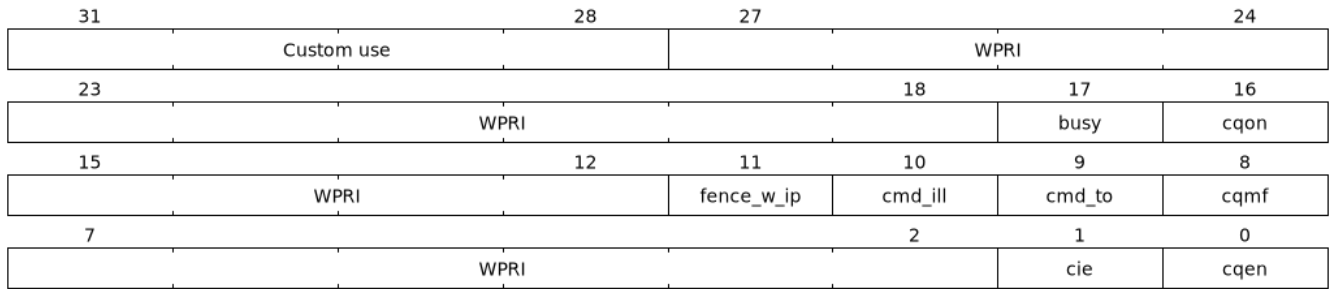 31 28 27 24
Custom use WPRI
23 18 17 16
WPRI busy cqon
15 12 11 10 9 8
WPRI fence_w_ip cmd_ill cmd_to cqmf
7 2 1 0
WPRI cie cqen